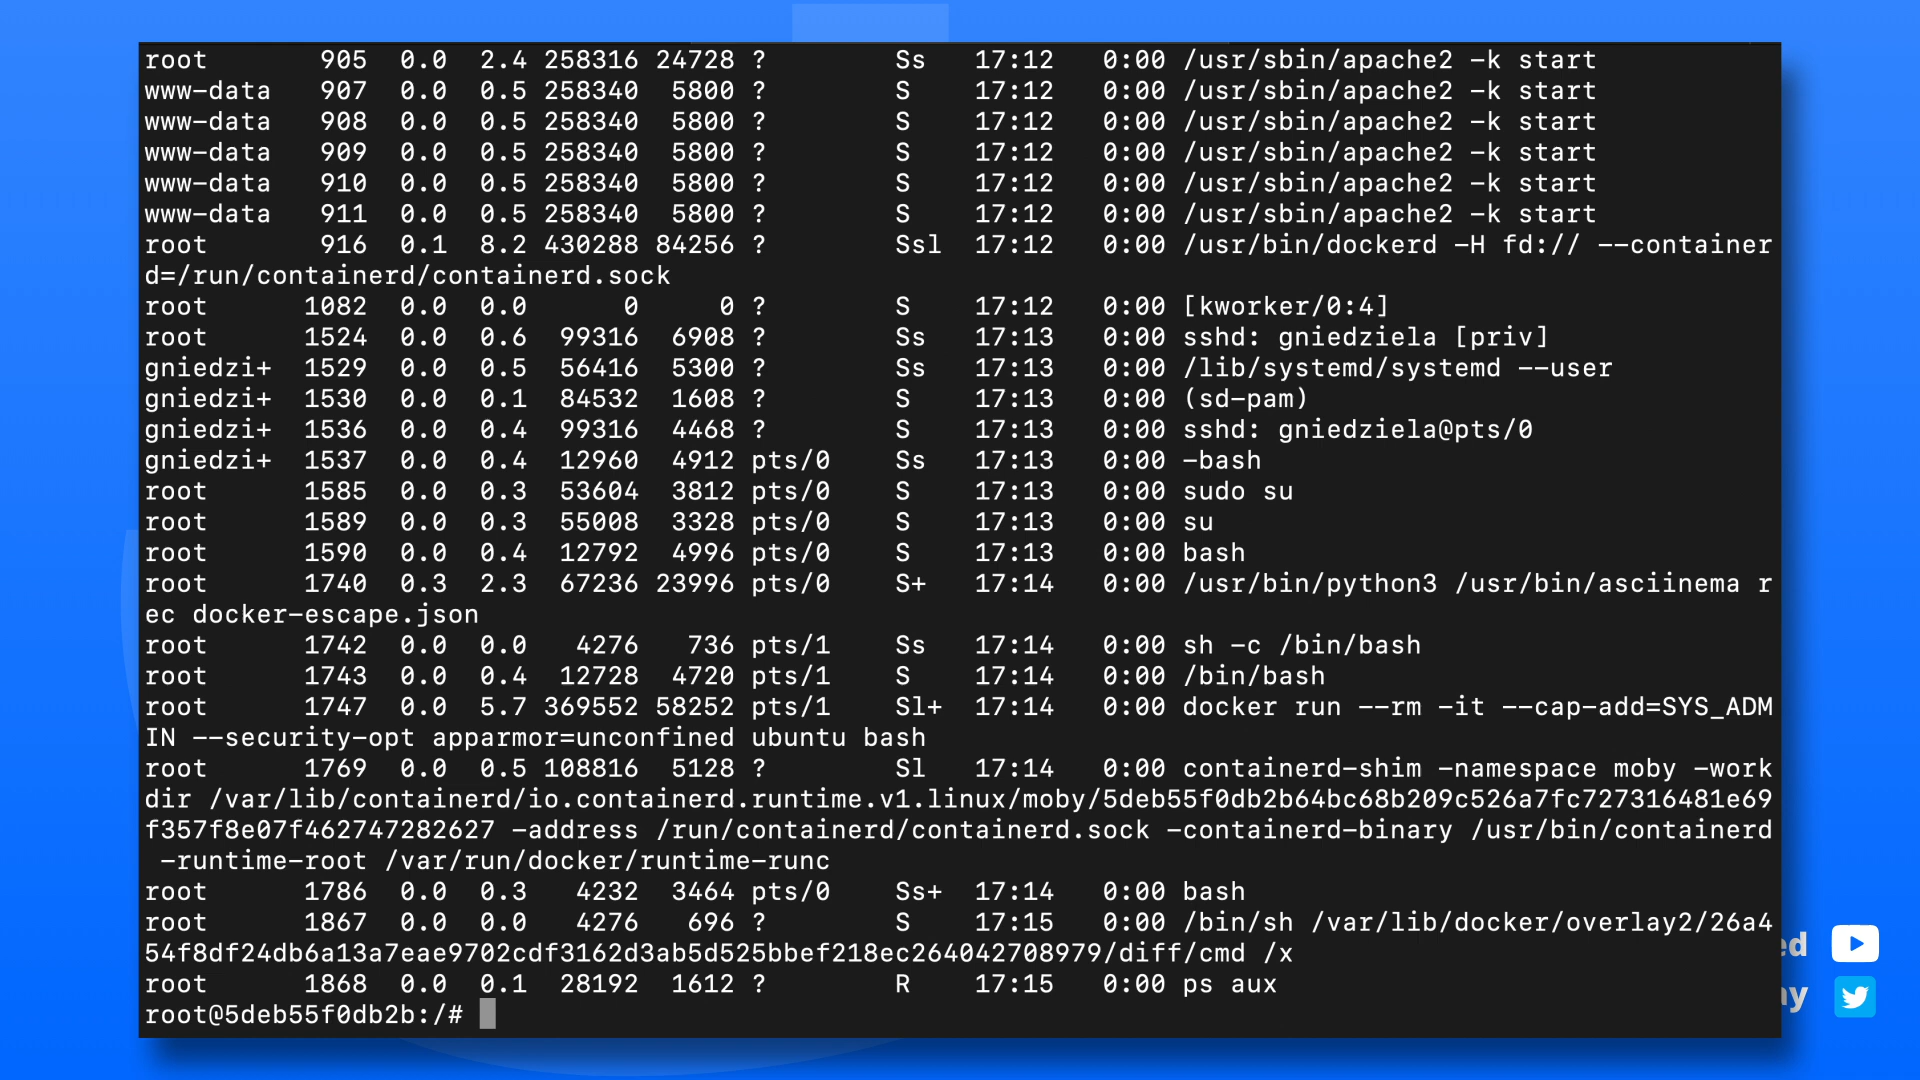 root 905 0.0 2.4 258316 24728 ? Ss 17:12 0:00 /usr/sbin/apache2 -k start
www-data 907 0.0 0.5 258340 5800 ? S 17:12 0:00 /usr/sbin/apache2 -k start
www-data 908 0.0 0.5 258340 5800 ? S 17:12 0:00 /usr/sbin/apache2 -k start
www-data 909 0.0 0.5 258340 5800 ? S 17:12 0:00 /usr/sbin/apache2 -k start
www-data 910 0.0 0.5 258340 5800 ? S 17:12 0:00 /usr/sbin/apache2 -k start
www-data 911 0.0 0.5 258340 5800 ? S 17:12 0:00 /usr/sbin/apache2 -k start
root 916 0.1 8.2 430288 84256 ? Ssl 17:12 0:00 /usr/bin/dockerd -H fd:// --container
d=/run/containerd/containerd.sock
root 1082 0.0 0.0 0 0 ? S 17:12 0:00 [kworker/0:4]
root 1524 0.0 0.6 99316 6908 ? Ss 17:13 0:00 sshd: gniedziela [priv]
gniedzi+ 1529 0.0 0.5 56416 5300 ? Ss 17:13 0:00 /lib/systemd/systemd --user
gniedzi+ 1530 0.0 0.1 84532 1608 ? S 17:13 0:00 (sd-pam)
gniedzi+ 1536 0.0 0.4 99316 4468 ? S 17:13 0:00 sshd: gniedziela@pts/0
gniedzi+ 1537 0.0 0.4 12960 4912 pts/0 Ss 17:13 0:00 -bash
root 1585 0.0 0.3 53604 3812 pts/0 S 17:13 0:00 sudo su
root 1589 0.0 0.3 55008 3328 pts/0 S 17:13 0:00 su
root 1590 0.0 0.4 12792 4996 pts/0 S 17:13 0:00 bash
root 1740 0.3 2.3 67236 23996 pts/0 S+ 17:14 0:00 /usr/bin/python3 /usr/bin/asciinema r
ec docker-escape.json
root 1742 0.0 0.0 4276 736 pts/1 Ss 17:14 0:00 sh -c /bin/bash
root 1743 0.0 0.4 12728 4720 pts/1 S 17:14 0:00 /bin/bash
root 1747 0.0 5.7 369552 58252 pts/1 Sl+ 17:14 0:00 docker run --rm -it --cap-add=SYS_ADM
IN --security-opt apparmor=unconfined ubuntu bash
root 1769 0.0 0.5 108816 5128 ? Sl 17:14 0:00 containerd-shim -namespace moby -work
dir /var/lib/containerd/io.containerd.runtime.v1.linux/moby/5deb55f0db2b64bc68b209c526a7fc727316481e69
f357f8e07f462747282627 -address /run/containerd/containerd.sock -containerd-binary /usr/bin/containerd
-runtime-root /var/run/docker/runtime-runc
root 1786 0.0 0.3 4232 3464 pts/0 Ss+ 17:14 0:00 bash
root 1867 0.0 0.0 4276 696 ? S 17:15 0:00 /bin/sh /var/lib/docker/overlay2/26a4
54f8df24db6a13a7eae9702cdf3162d3ab5d525bbef218ec264042708979/diff/cmd /x
root 1868 0.0 0.1 28192 1612 ? R 17:15 0:00 ps aux
root@5deb55f0db2b:/#